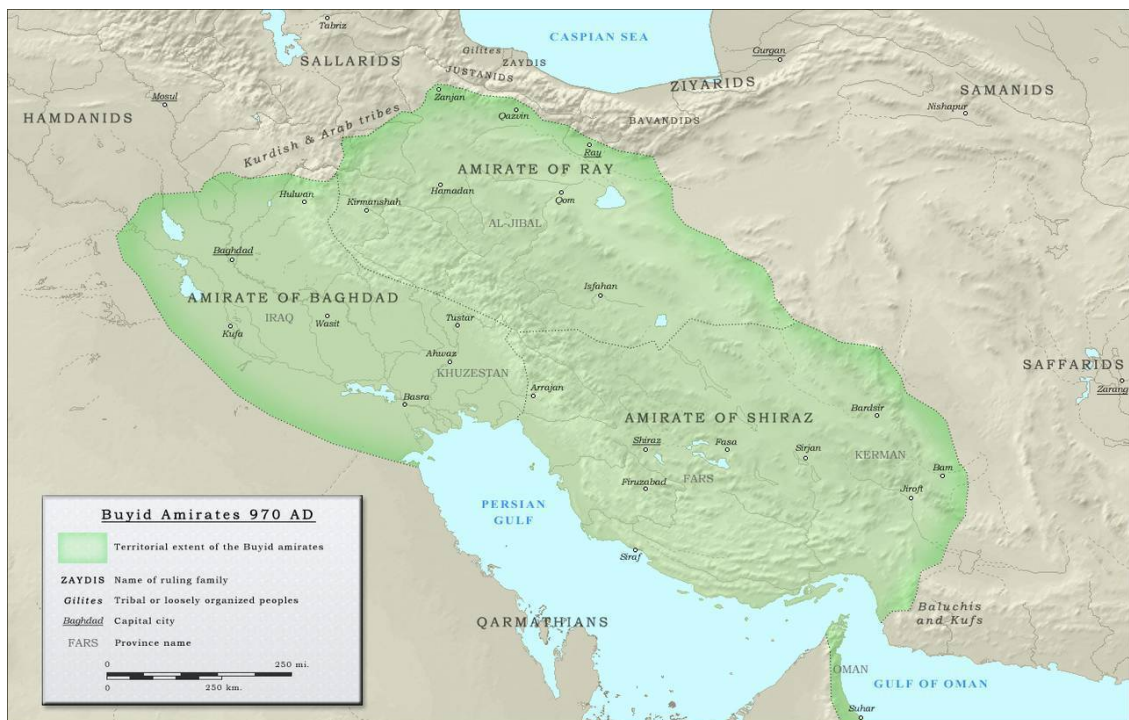 Tabriz
CASPIAN SEA
Gilites
ZAYDIS
Gurgan
SALLARIDS
JUSTANIDS
ZIYARIDS
SAMANIDS
Mosul
Zanjan
Nishapur
HAMDANIDS
Qazvin
BAVANDIDS
Kurdish & Arab tribes
Ray
AMIRATE OF RAY
Hulwan
Hamadan
Qom
Kirmanshah
AL-JIBAL
Baghdad
Isfahan
AMIRATE OF BAGHDAD
IRAQ
Wasit
Tustar
Kufa
Ahwaz
KHUZESTAN
SAFFARIDS
Zarang
Arrajan
Basra
Bardsir
AMIRATE OF SHIRAZ
Shiraz
Fasa
Sirjan
KERMAN
Bam
Firuzabad
FARS
Jiroft
PERSIAN
GULF
Siraf
Baluchis
and Kufs
QARMATHIANS
OMAN
GULF OF OMAN
Suhar
Buyid Amirates 970 AD
Territorial extent of the Buyid amirates
ZAYDIS Name of ruling family
Gilites Tribal or loosely organized peoples
Baghdad Capital city
FARS Province name
0 250 mi.
0 250 km.